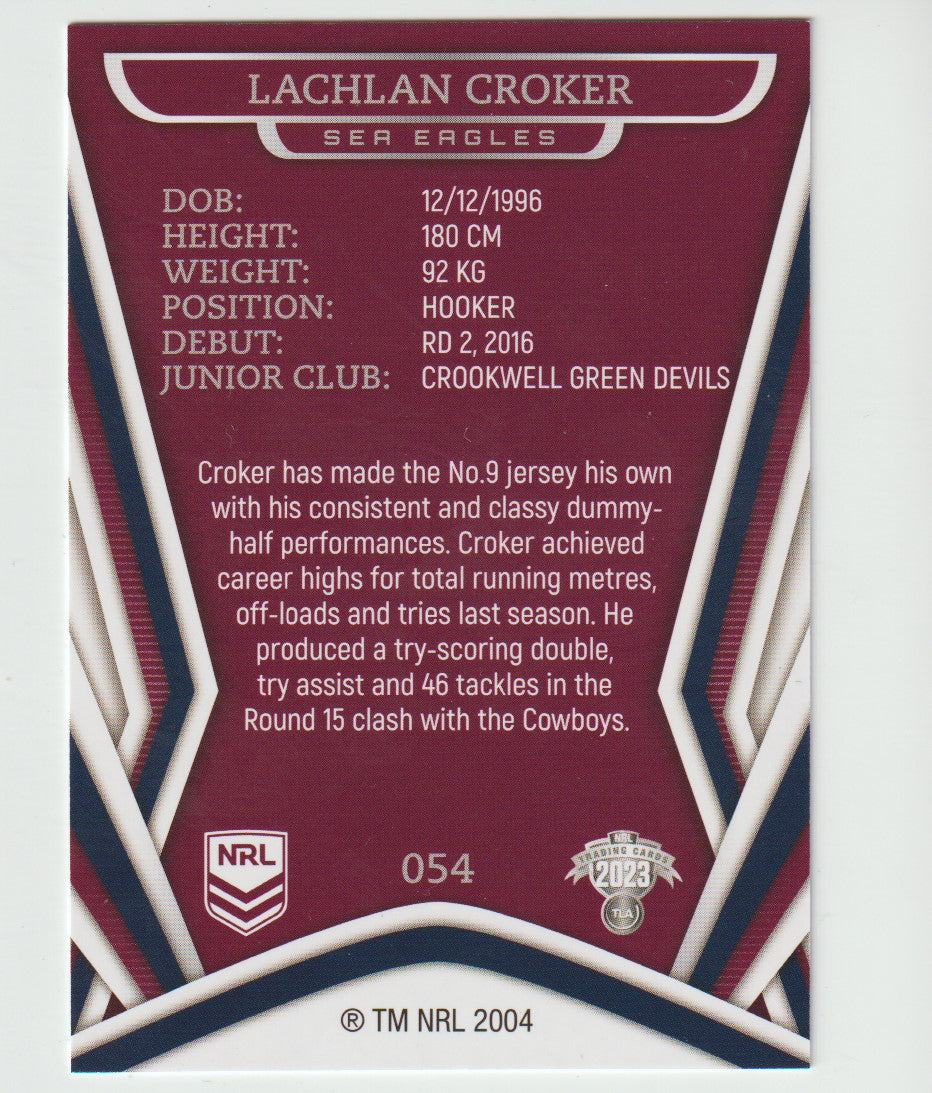 LACHLAN CROKER
SEA EAGLES
DOB: 12/12/1996
HEIGHT: 180 CM
WEIGHT: 92 KG
POSITION: HOOKER
DEBUT: RD 2, 2016
JUNIOR CLUB: CROOKWELL GREEN DEVILS
Croker has made the No.9 jersey his own
with his consistent and classy dummy-
half performances. Croker achieved
career highs for total running metres,
off-loads and tries last season. He
produced a try-scoring double,
try assist and 46 tackles in the
Round 15 clash with the Cowboys.
NRL
054
NRL
TRADING CARDS
2023
TLA
® TM NRL 2004